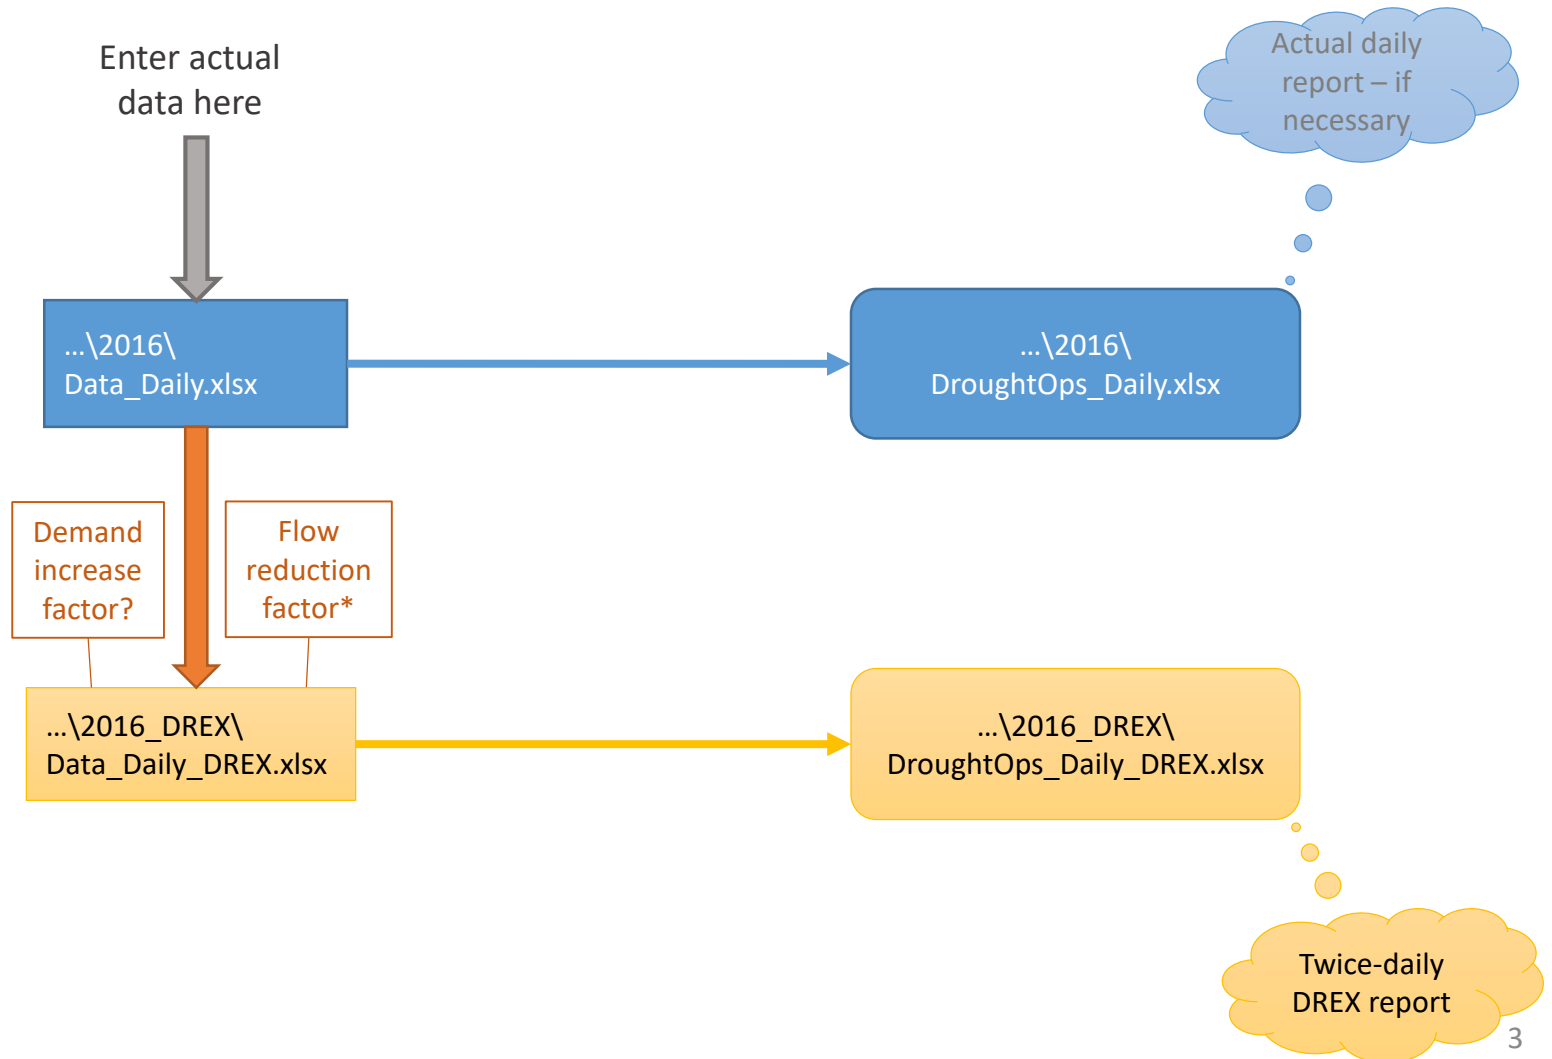 Enter actual
data here
Actual daily
report – if
necessary
...\2016\
Data_Daily.xlsx
...\2016\
DroughtOps_Daily.xlsx
Demand
increase
factor?
Flow
reduction
factor*
...\2016_DREX\
Data_Daily_DREX.xlsx
...\2016_DREX\
DroughtOps_Daily_DREX.xlsx
Twice-daily
DREX report
3